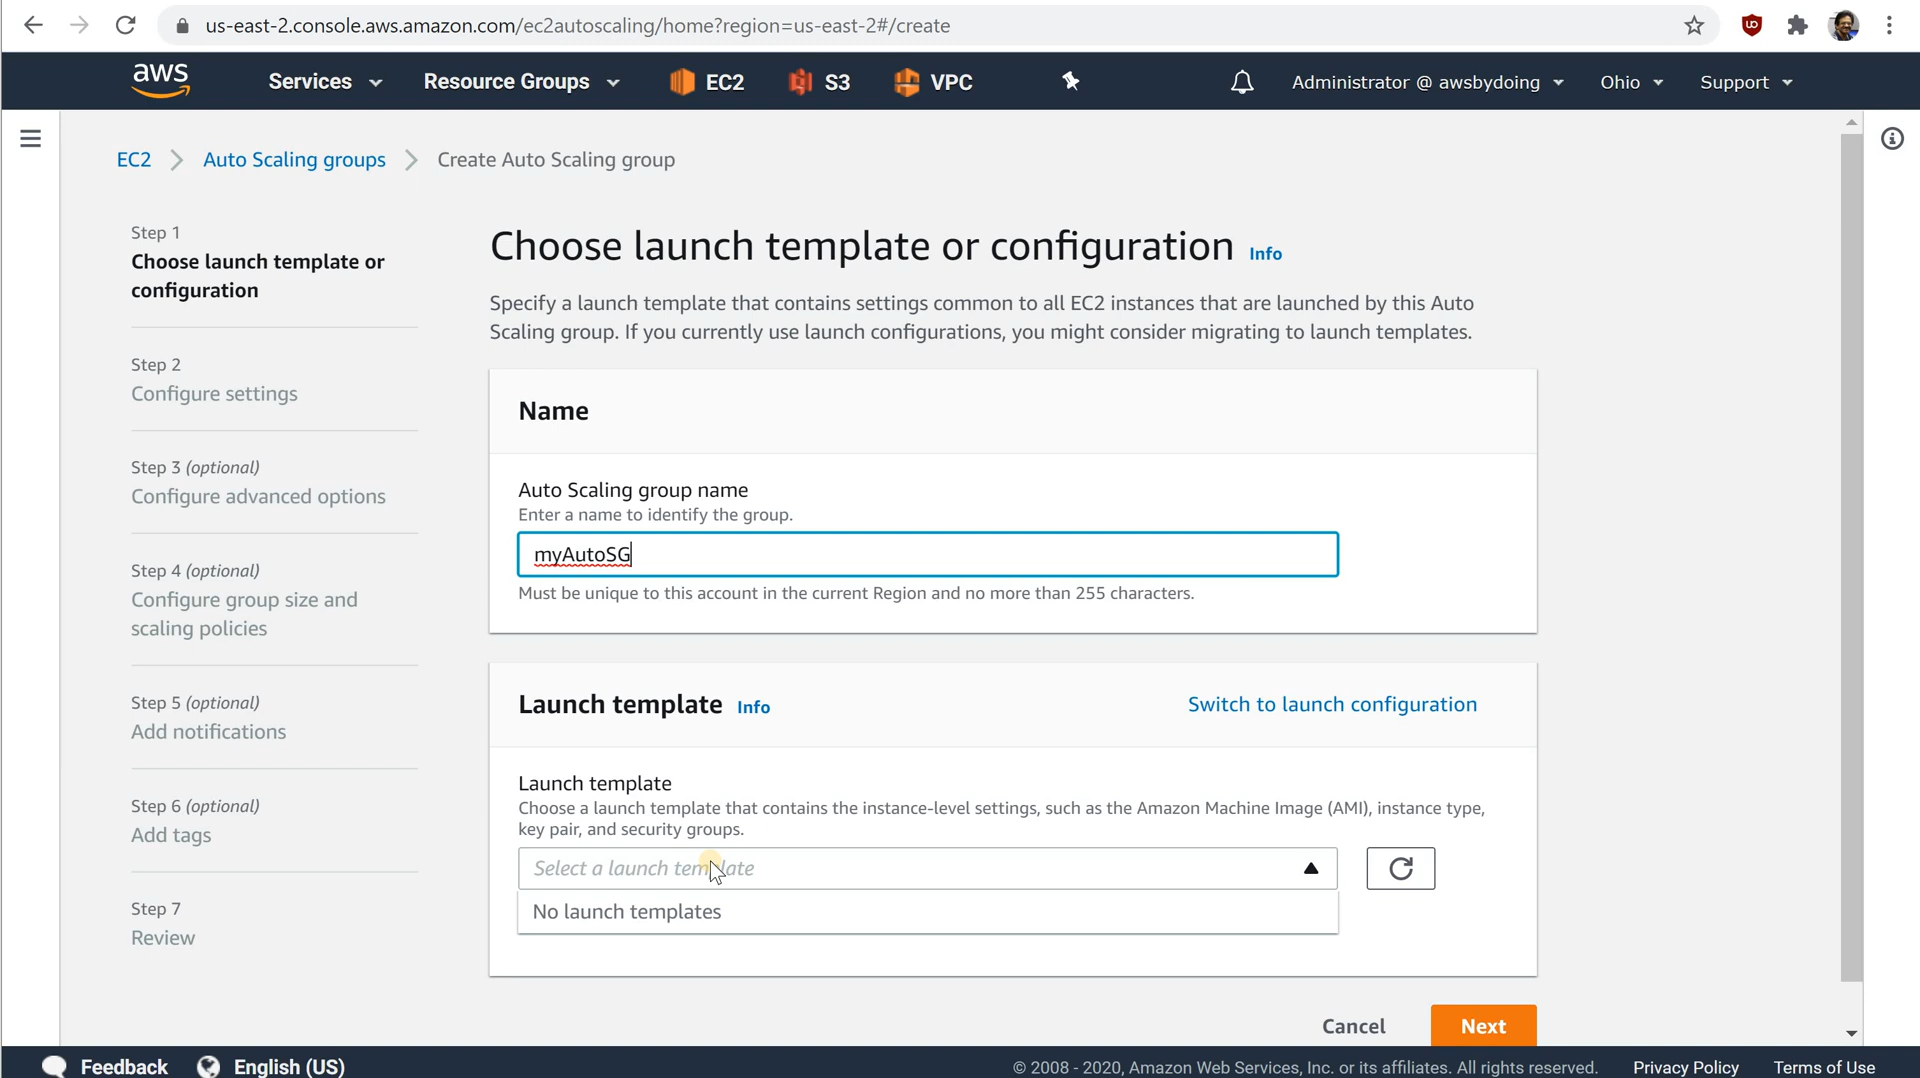 us-east-2.console.aws.amazon.com/ec2autoscaling/home?region=us-east-2#/create
aws
Services
Resource Groups
EC2
S3
VPC
Administrator @ awsbydoing
Ohio
Support
EC2
Auto Scaling groups
Create Auto Scaling group
Step 1
Choose launch template or
configuration
Step 2
Configure settings
Step 3 (optional)
Configure advanced options
Step 4 (optional)
Configure group size and
scaling policies
Step 5 (optional)
Add notifications
Step 6 (optional)
Add tags
Step 7
Review
Choose launch template or configuration Info
Specify a launch template that contains settings common to all EC2 instances that are launched by this Auto
Scaling group. If you currently use launch configurations, you might consider migrating to launch templates.
Name
Auto Scaling group name
Enter a name to identify the group.
myAutoSG
Must be unique to this account in the current Region and no more than 255 characters.
Launch template Info
Switch to launch configuration
Launch template
Choose a launch template that contains the instance-level settings, such as the Amazon Machine Image (AMI), instance type,
key pair, and security groups.
Select a launch template
No launch templates
Cancel
Next
Feedback
English (US)
© 2008 - 2020, Amazon Web Services, Inc. or its affiliates. All rights reserved.
Privacy Policy
Terms of Use